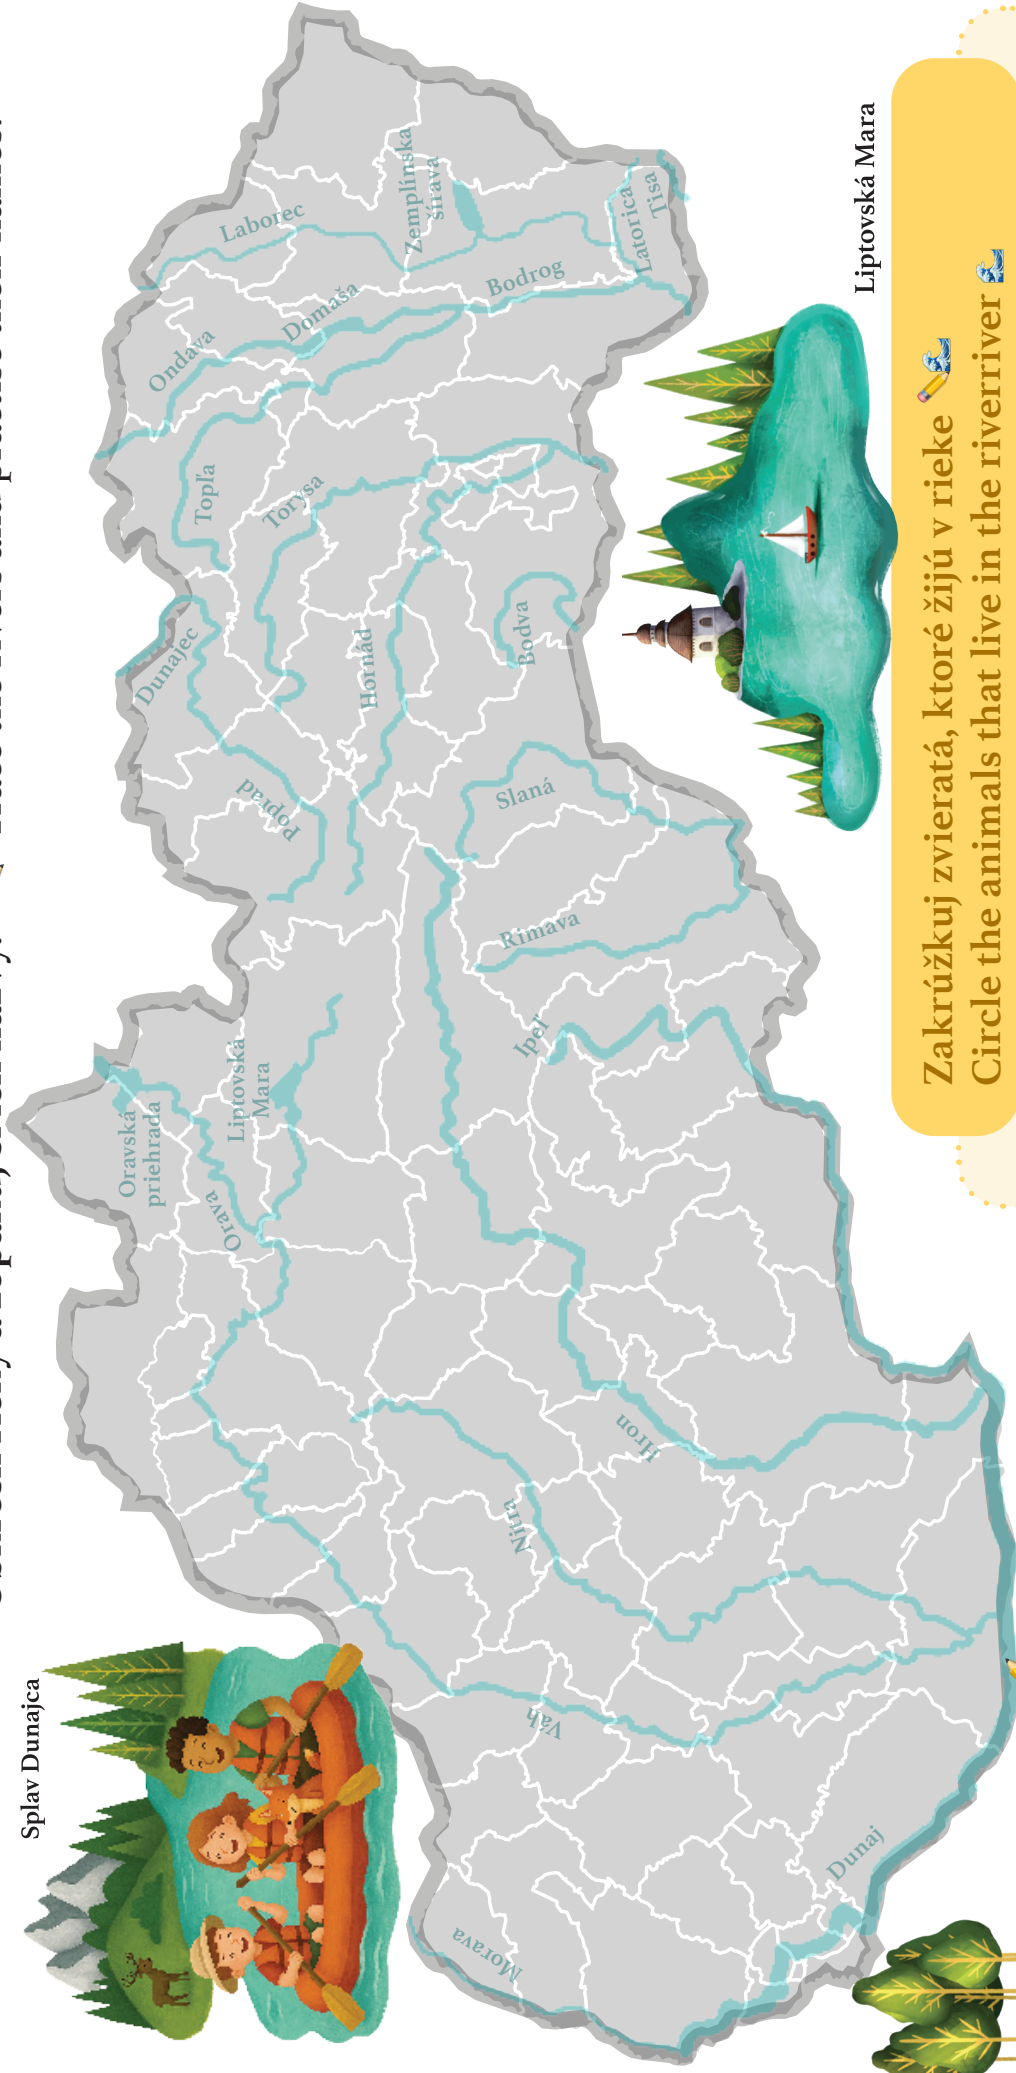 Splav Dunajca
Oravská
priehrada
Dunajec
Ondava
Topľa
Orava
Liptovská
Mara
Poprad
Torysa
Laborec
Domaša
Hornád
Zemplínska
šírava
Morava
Váh
Nitra
Ipeľ
Rimava
Slaná
Bodva
Bodrog
Hron
Latorica
Tisa
Dunaj
Liptovská Mara
Zakrúžkuj zvieratá, ktoré žijú v rieke
Circle the animals that live in the riverriver